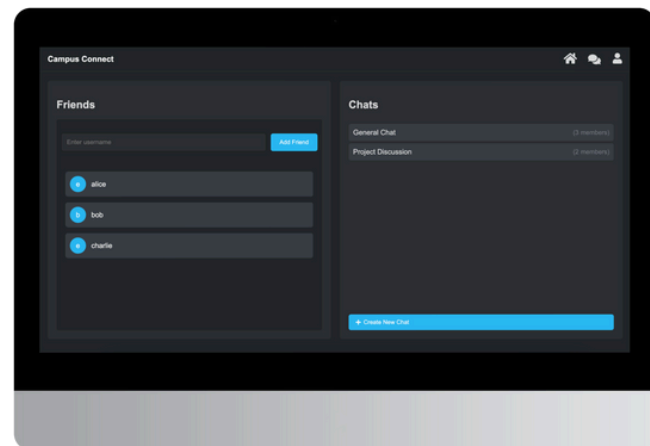 Campus Connect
Friends
Enter username
Add Friend
a alice
b bob
charlie
Chats
General Chat (3 members)
Project Discussion (2 members)
+ Create New Chat